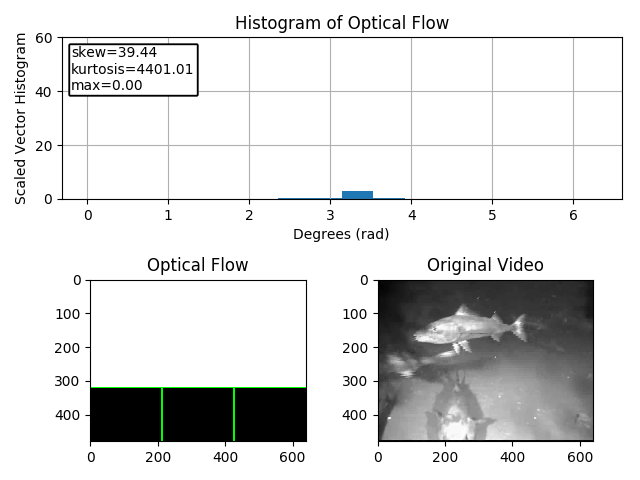 Histogram of Optical Flow
60
40
20
0
Scaled Vector Histogram
skew=39.44
kurtosis=4401.01
max=0.00
0 1 2 3 4 5 6
Degrees (rad)
Optical Flow
0
100
200
300
400
0 200 400 600
Original Video
0
100
200
300
400
0 200 400 600